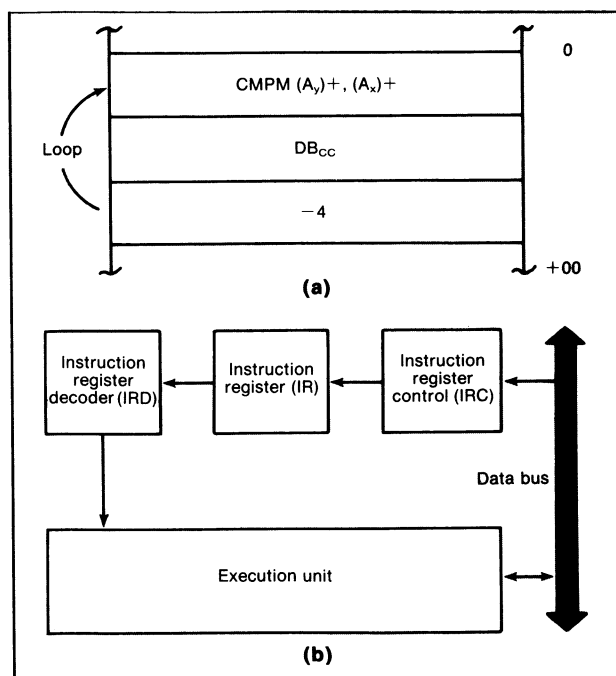 0
CMPM (Ay)+, (Ax)+
Loop
DBCC
−4
+00
(a)
Instruction
register
decoder (IRD)
Instruction
register (IR)
Instruction
register
control (IRC)
Data bus
Execution unit
(b)